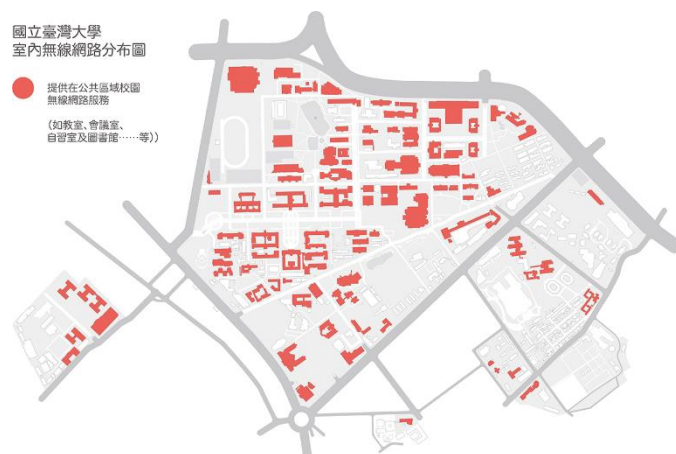 國立臺灣大學
室內無線網路分布圖
提供在公共區域校園
無線網路服務
(如教室、會議室、
自習室及圖書館……等))